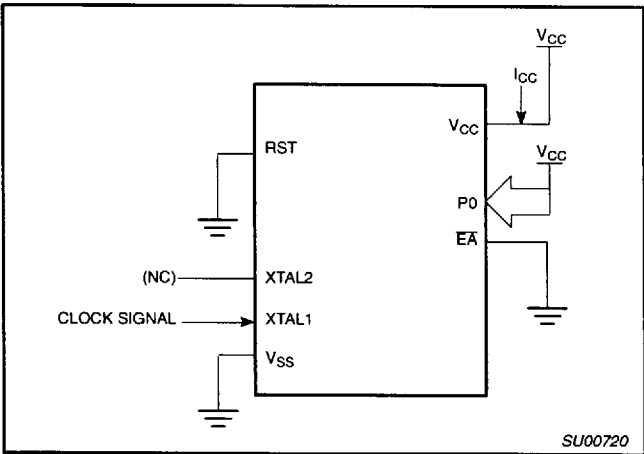 VCC
ICC
VCC
RST
VCC
P0
EA
(NC)
XTAL2
CLOCK SIGNAL
XTAL1
VSS
SU00720